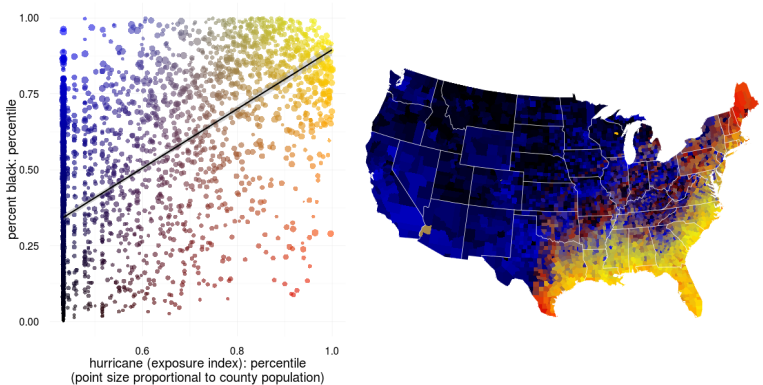 1.00
0.75
0.50
0.25
0.00
percent black: percentile
0.6 0.8 1.0
hurricane (exposure index): percentile
(point size proportional to county population)